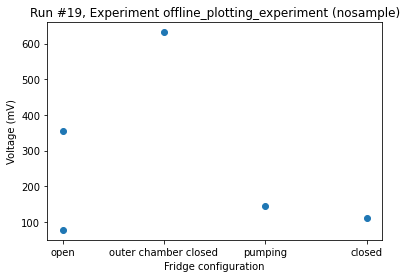 Run #19, Experiment offline_plotting_experiment (nosample)
Voltage (mV)
600
500
400
300
200
100
open outer chamber closed pumping closed
Fridge configuration